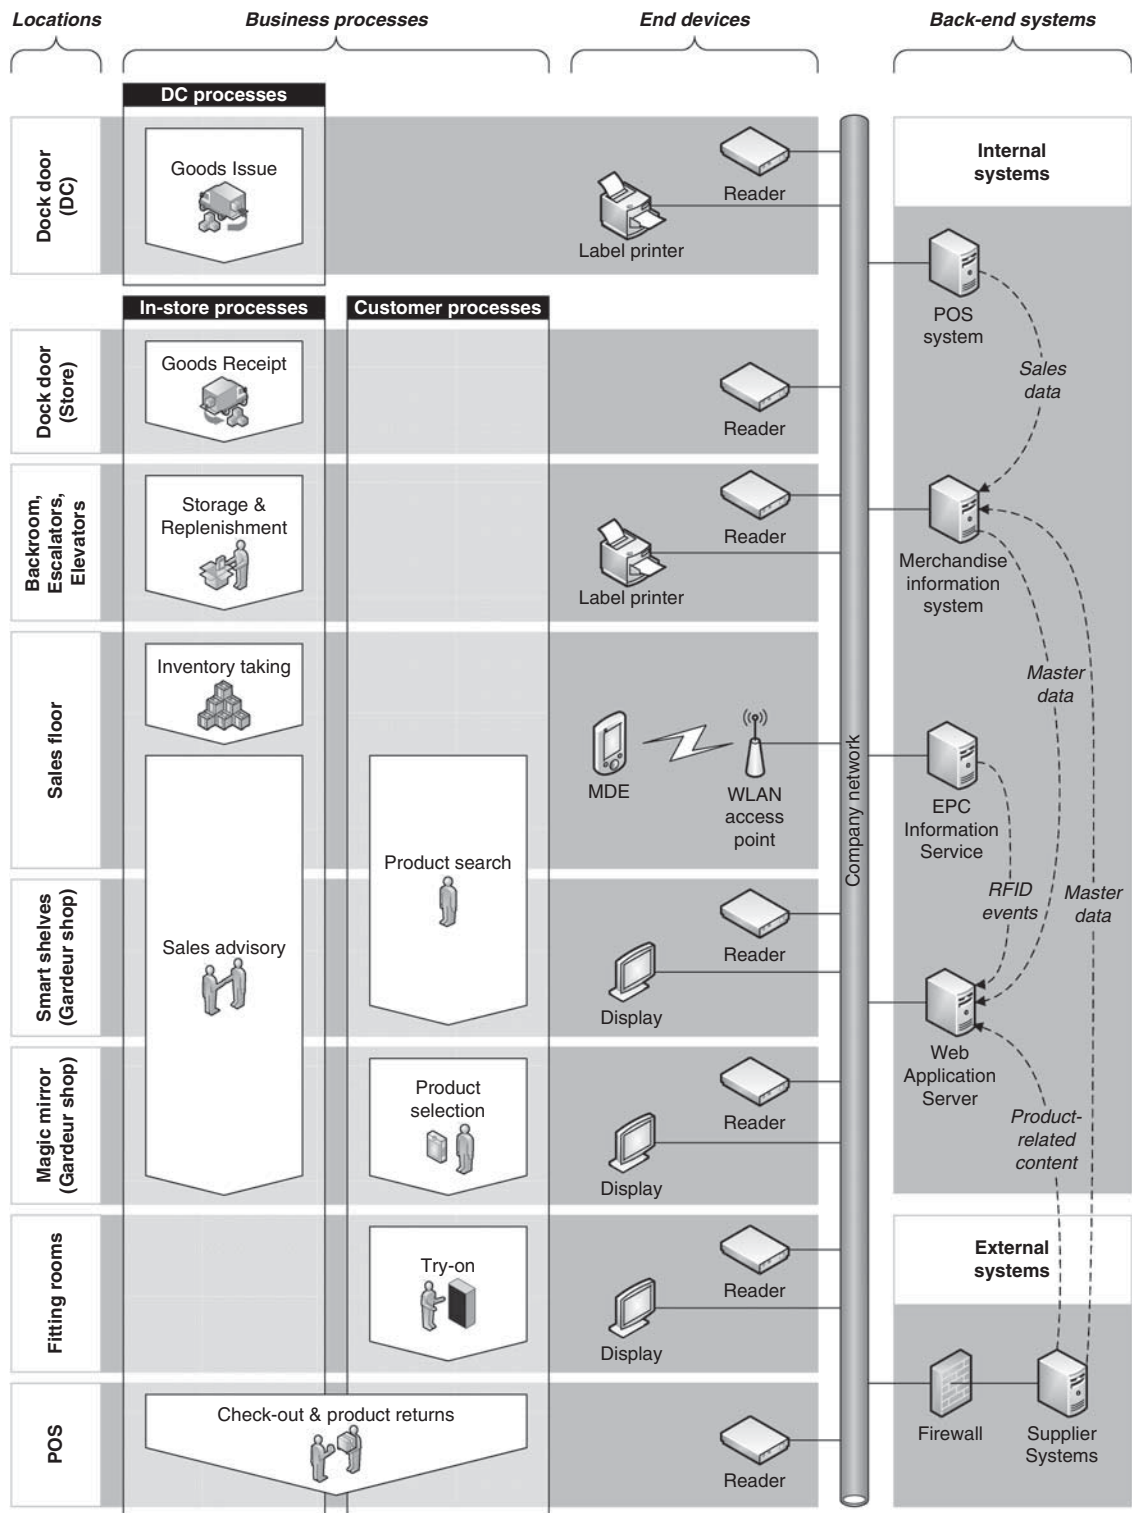 Locations
Business processes
End devices
Back-end systems
DC processes
Dock door
(DC)
Goods Issue
Reader
Label printer
Internal
systems
POS
system
In-store processes
Customer processes
Dock door
(Store)
Goods Receipt
Reader
Sales
data
Backroom,
Escalators,
Elevators
Storage &
Replenishment
Reader
Label printer
Merchandise
information
system
Sales floor
Inventory taking
MDE
WLAN
access
point
Company network
Master
data
EPC
Information
Service
Product search
Smart shelves
(Gardeur shop)
Sales advisory
Reader
Display
RFID
events
Master
data
Web
Application
Server
Magic mirror
(Gardeur shop)
Product
selection
Reader
Display
Product-
related
content
Fitting rooms
Try-on
Reader
Display
External
systems
POS
Check-out & product returns
Reader
Firewall
Supplier
Systems